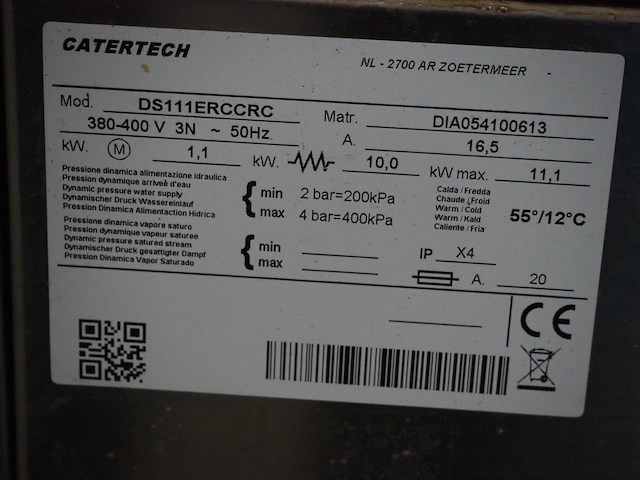 CATERTECH NL - 2700 AR ZOETERMEER -
Mod. DS111ERCCRC Matr. DIA054100613
380-400 V 3N ~ 50Hz. A. 16,5
kW. M 1,1 kW. 10,0 kW max. 11,1
Pressione dinamica alimentazione idraulica
Pression dynamique arriveè d'eau
Dynamic pressure water supply
Dynamischer Druck Wassereinlauf
Pression Dinamica Alimentaction Hidrica
min 2 bar=200kPa
max 4 bar=400kPa
Calda / Fredda
Chaude / Froid
Warm / Cold
Warm / Kald
Caliente / Fria
55°/12°C
Pressione dinamica vapore saturo
Pression dynamique vapeur saturee
Dynamic pressure satured stream
Dynamischer Druck gesattigter Dampf
Pression Dinamica Vapor Saturado
min
max
IP X4
A. 20
CE